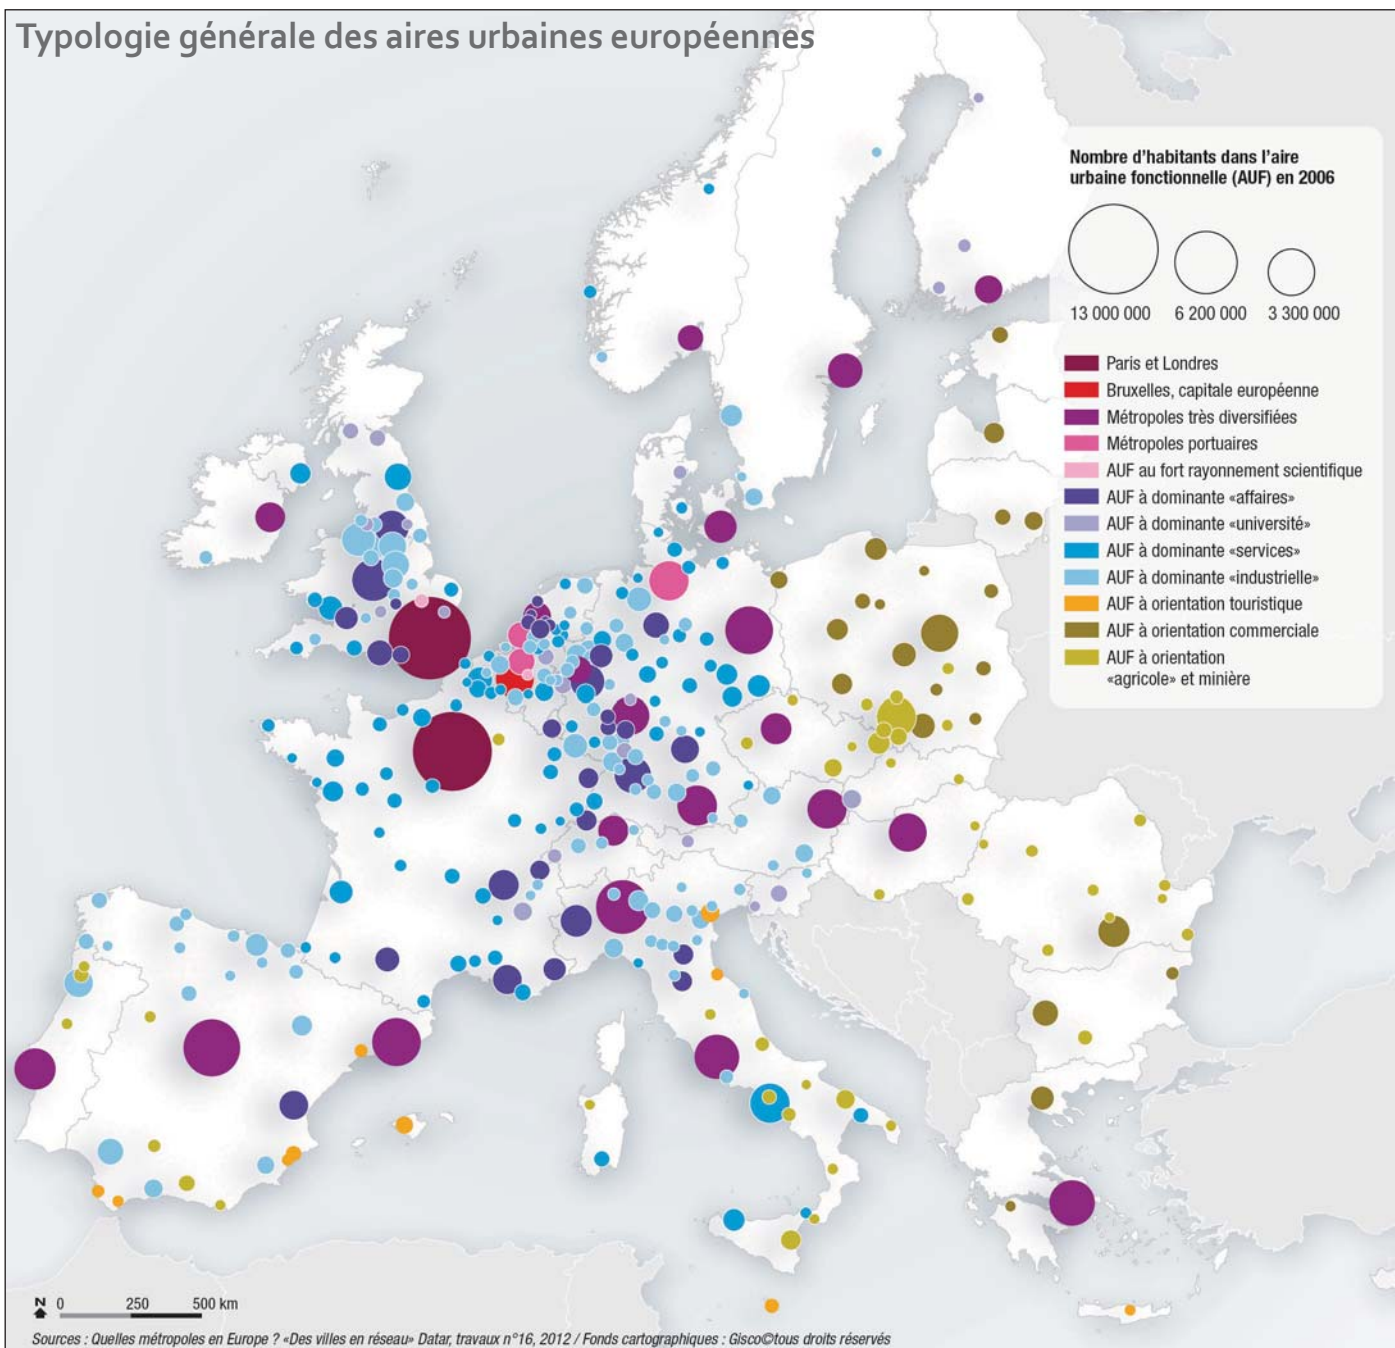 Typologie générale des aires urbaines européennes
Nombre d'habitants dans l'aire
urbaine fonctionnelle (AUF) en 2006
13 000 000 6 200 000 3 300 000
Paris et Londres
Bruxelles, capitale européenne
Métropoles très diversifiées
Métropoles portuaires
AUF au fort rayonnement scientifique
AUF à dominante «affaires»
AUF à dominante «université»
AUF à dominante «services»
AUF à dominante «industrielle»
AUF à orientation touristique
AUF à orientation commerciale
AUF à orientation
«agricole» et minière
N 0 250 500 km
Sources : Quelles métropoles en Europe ? «Des villes en réseau» Datar, travaux n°16, 2012 / Fonds cartographiques : Gisco©tous droits réservés